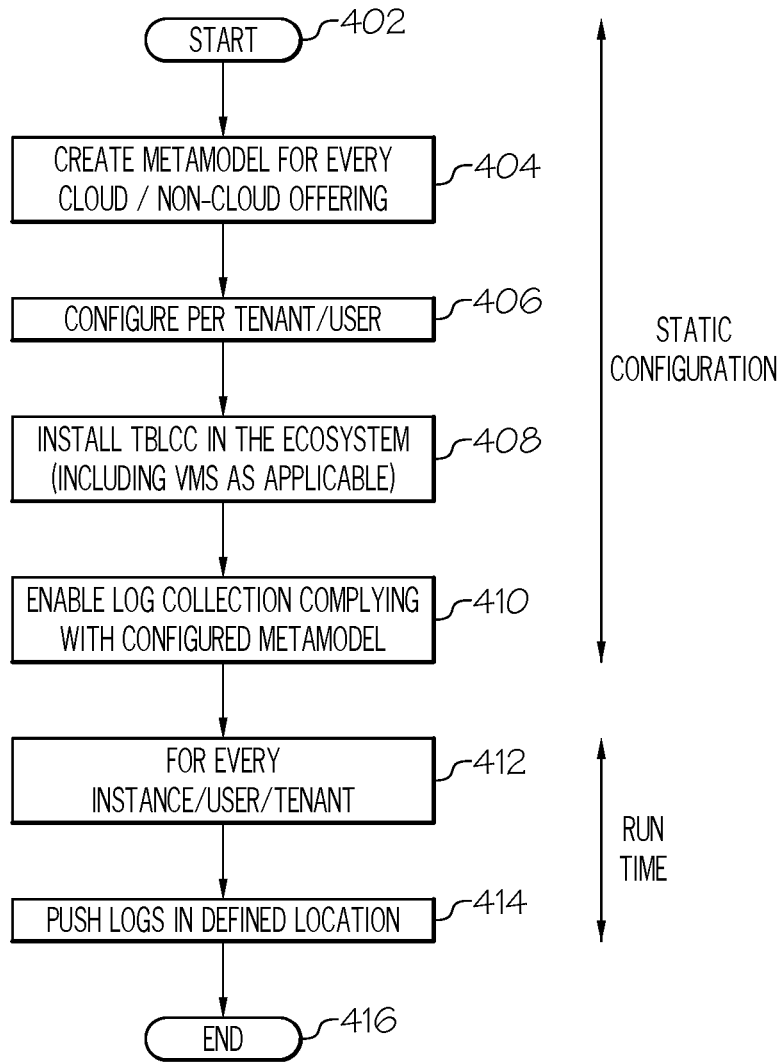 START
402
CREATE METAMODEL FOR EVERY
CLOUD / NON-CLOUD OFFERING
404
CONFIGURE PER TENANT/USER
406
STATIC
CONFIGURATION
INSTALL TBLCC IN THE ECOSYSTEM
(INCLUDING VMS AS APPLICABLE)
408
ENABLE LOG COLLECTION COMPLYING
WITH CONFIGURED METAMODEL
410
FOR EVERY
INSTANCE/USER/TENANT
412
RUN
TIME
PUSH LOGS IN DEFINED LOCATION
414
END
416